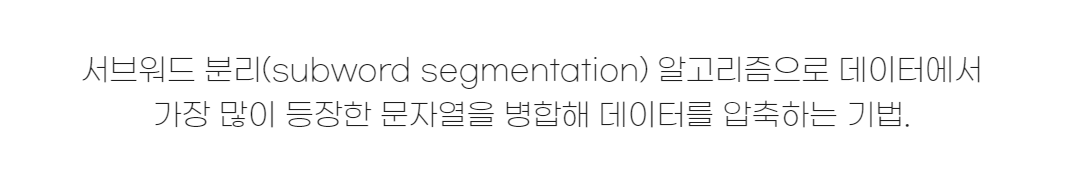 서브워드 분리(subword segmentation) 알고리즘으로 데이터에서
가장 많이 등장한 문자열을 병합해 데이터를 압축하는 기법.